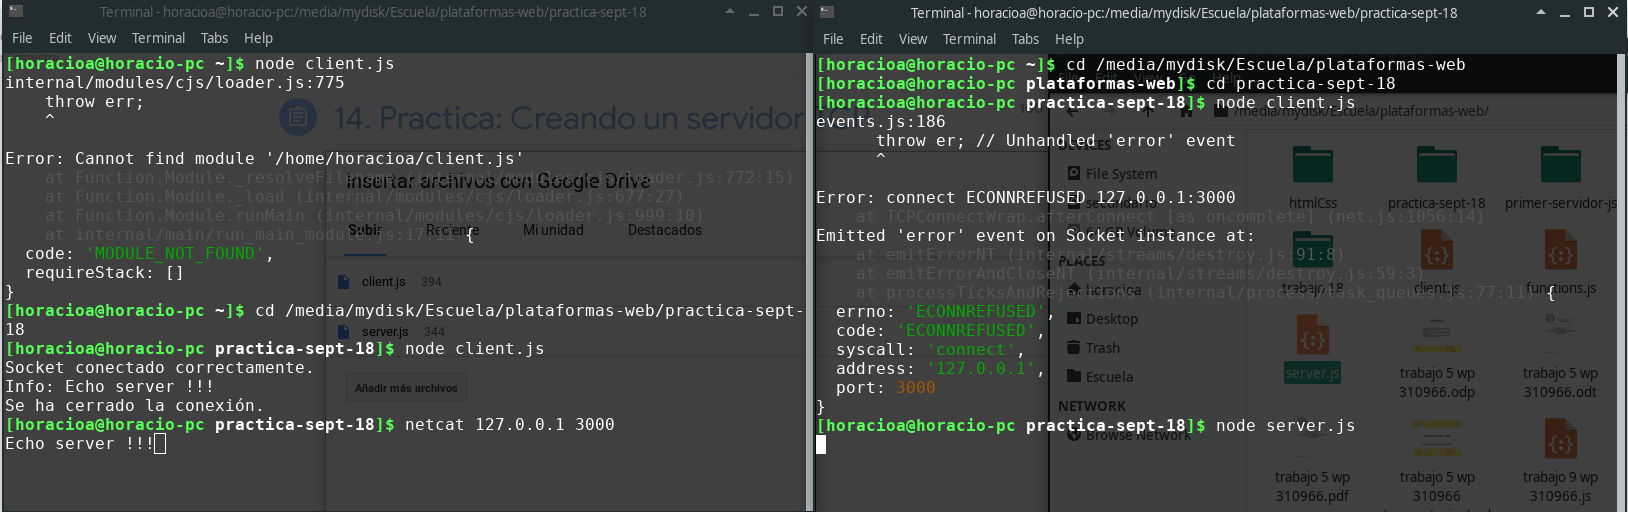 Terminal - horacioa@horacio-pc:/media/mydisk/Escuela/plataformas-web/practica-sept-18
File Edit View Terminal Tabs Help
[horacioa@horacio-pc ~]$ node client.js
internal/modules/cjs/loader.js:775
    throw err;
    ^
Error: Cannot find module '/home/horacioa/client.js'
    at Function.Module._resolveFilename (internal/modules/cjs/loader.js:772:15)
    at Function.Module._load (internal/modules/cjs/loader.js:677:27)
    at Function.Module.runMain (internal/modules/cjs/loader.js:999:10)
    at internal/main/run_main_module.js:17:11 {
  code: 'MODULE_NOT_FOUND',
  requireStack: []
}
[horacioa@horacio-pc ~]$ cd /media/mydisk/Escuela/plataformas-web/practica-sept-
18
[horacioa@horacio-pc practica-sept-18]$ node client.js
Socket conectado correctamente.
Info: Echo server !!!
Se ha cerrado la conexión.
[horacioa@horacio-pc practica-sept-18]$ netcat 127.0.0.1 3000
Echo server !!!
14. Practica: Creando un servidor
Insertar archivos con Google Drive
Subir Reciente Mi unidad Destacados
client.js 394
server.js 344
Añadir más archivos
Terminal - horacioa@horacio-pc:/media/mydisk/Escuela/plataformas-web/practica-sept-18
File Edit View Terminal Tabs Help
[horacioa@horacio-pc ~]$ cd /media/mydisk/Escuela/plataformas-web
[horacioa@horacio-pc plataformas-web]$ cd practica-sept-18
[horacioa@horacio-pc practica-sept-18]$ node client.js
events.js:186
      throw er; // Unhandled 'error' event
      ^
Error: connect ECONNREFUSED 127.0.0.1:3000
    at TCPConnectWrap.afterConnect [as oncomplete] (net.js:1056:14)
Emitted 'error' event on Socket instance at:
    at emitErrorNT (internal/streams/destroy.js:91:8)
    at emitErrorAndCloseNT (internal/streams/destroy.js:59:3)
    at processTicksAndRejections (internal/process/task_queues.js:77:11) {
  errno: 'ECONNREFUSED',
  code: 'ECONNREFUSED',
  syscall: 'connect',
  address: '127.0.0.1',
  port: 3000
}
[horacioa@horacio-pc practica-sept-18]$ node server.js
File Edit View Go Help
/media/mydisk/Escuela/plataformas-web/
DEVICES
File System
secundario
PLACES
horacioa
Desktop
Trash
Escuela
NETWORK
Browse Network
htmlCss
practica-sept-18
primer-servidor-js
trabajo 18
client.js
functions.js
server.js
trabajo 5 wp
310966.odp
trabajo 5 wp
310966.odt
trabajo 5 wp
310966.pdf
trabajo 5 wp
310966
trabajo 9 wp
310966.js